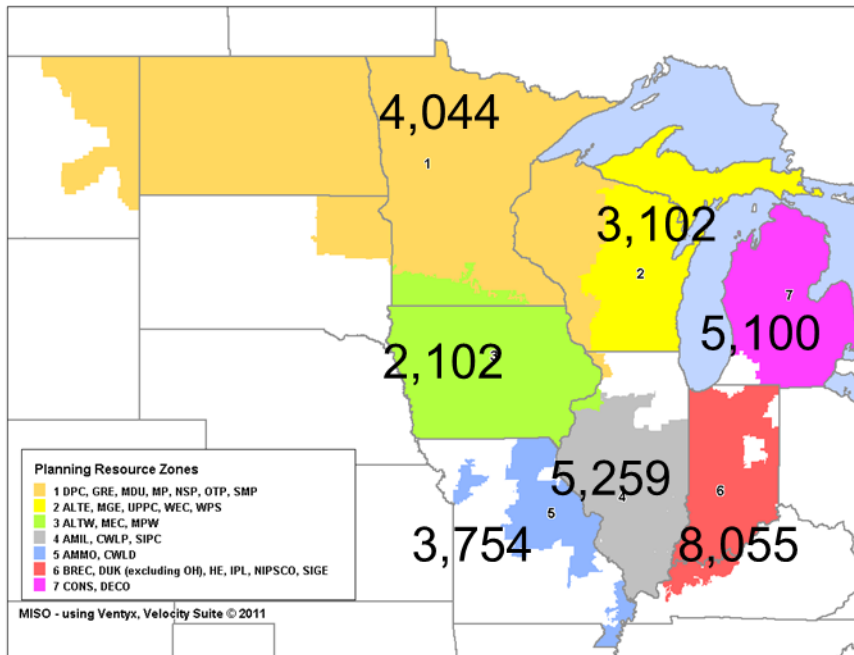 4,044
1
3,102
2
7
5,100
3
2,102
5,259
4
6
5
3,754
8,055
Planning Resource Zones
1 DPC, GRE, MDU, MP, NSP, OTP, SMP
2 ALTE, MGE, UPPC, WEC, WPS
3 ALTW, MEC, MPW
4 AMIL, CWLP, SIPC
5 AMMO, CWLD
6 BREC, DUK (excluding OH), HE, IPL, NIPSCO, SIGE
7 CONS, DECO
MISO - using Ventyx, Velocity Suite © 2011